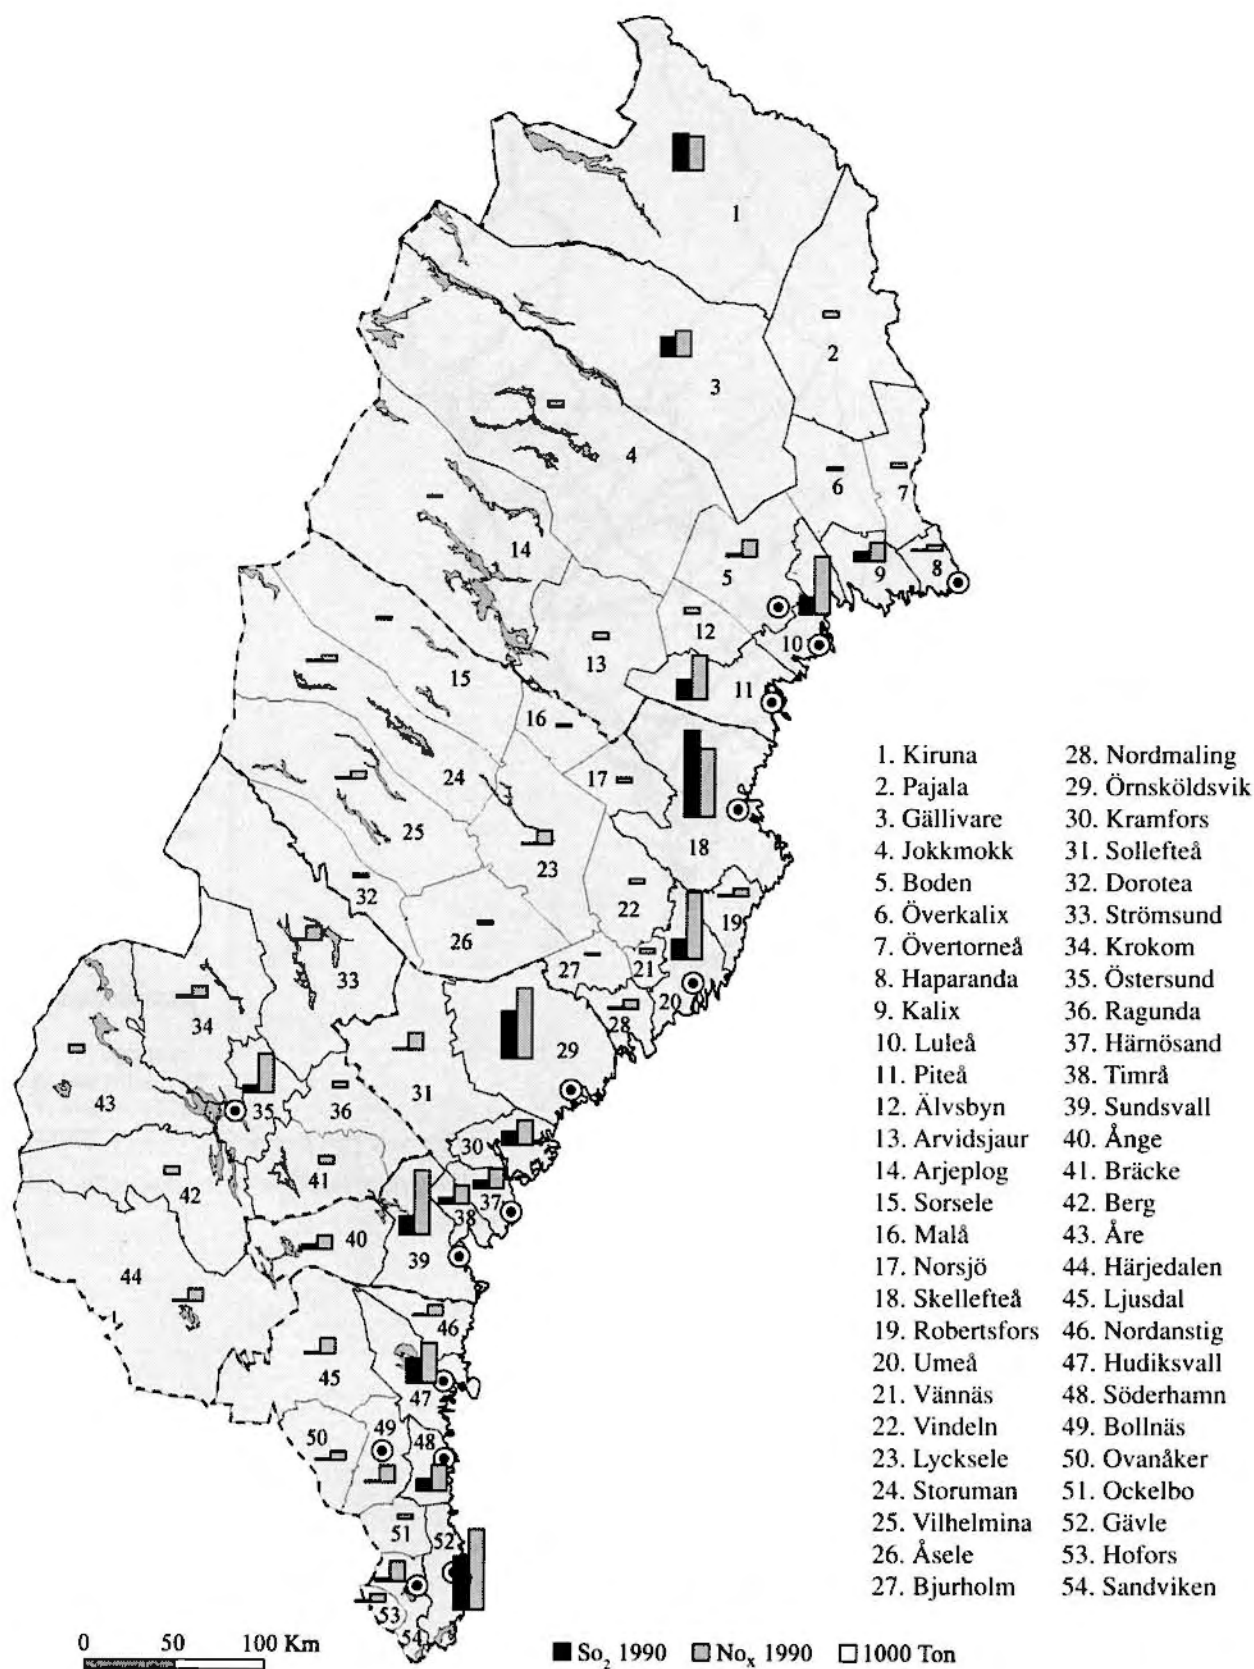 1
2
3
4
6
7
14
5
9
8
12
10
13
15
11
16
24
17
25
18
23
32
22
19
26
33
27
21
20
34
28
29
31
43
35
36
30
41
42
37
38
40
39
44
46
45
47
49
50
48
51
52
53
54
1. Kiruna
2. Pajala
3. Gällivare
4. Jokkmokk
5. Boden
6. Överkalix
7. Övertorneå
8. Haparanda
9. Kalix
10. Luleå
11. Piteå
12. Älvsbyn
13. Arvidsjaur
14. Arjeplog
15. Sorsele
16. Malå
17. Norsjö
18. Skellefteå
19. Robertsfors
20. Umeå
21. Vännäs
22. Vindeln
23. Lycksele
24. Storuman
25. Vilhelmina
26. Åsele
27. Bjurholm
28. Nordmaling
29. Örnsköldsvik
30. Kramfors
31. Sollefteå
32. Dorotea
33. Strömsund
34. Krokom
35. Östersund
36. Ragunda
37. Härnösand
38. Timrå
39. Sundsvall
40. Ånge
41. Bräcke
42. Berg
43. Åre
44. Härjedalen
45. Ljusdal
46. Nordanstig
47. Hudiksvall
48. Söderhamn
49. Bollnäs
50. Ovanåker
51. Ockelbo
52. Gävle
53. Hofors
54. Sandviken
0 50 100 Km
So₂ 1990 Noₓ 1990 1000 Ton